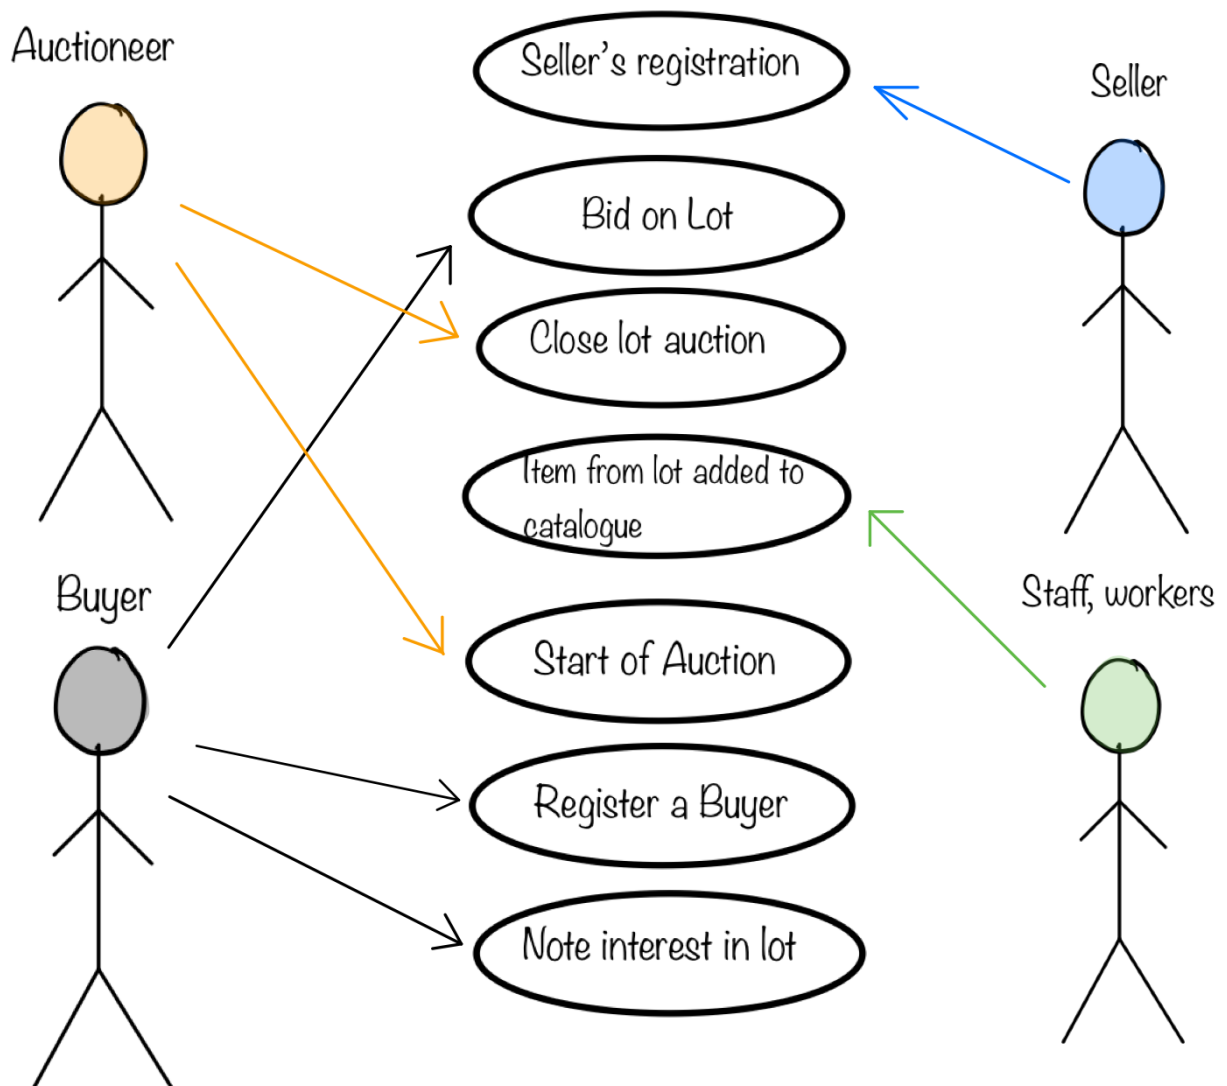 Auctioneer
Seller's registration
Seller
Bid on Lot
Close lot auction
Item from lot added to
catalogue
Buyer
Staff, workers
Start of Auction
Register a Buyer
Note interest in lot